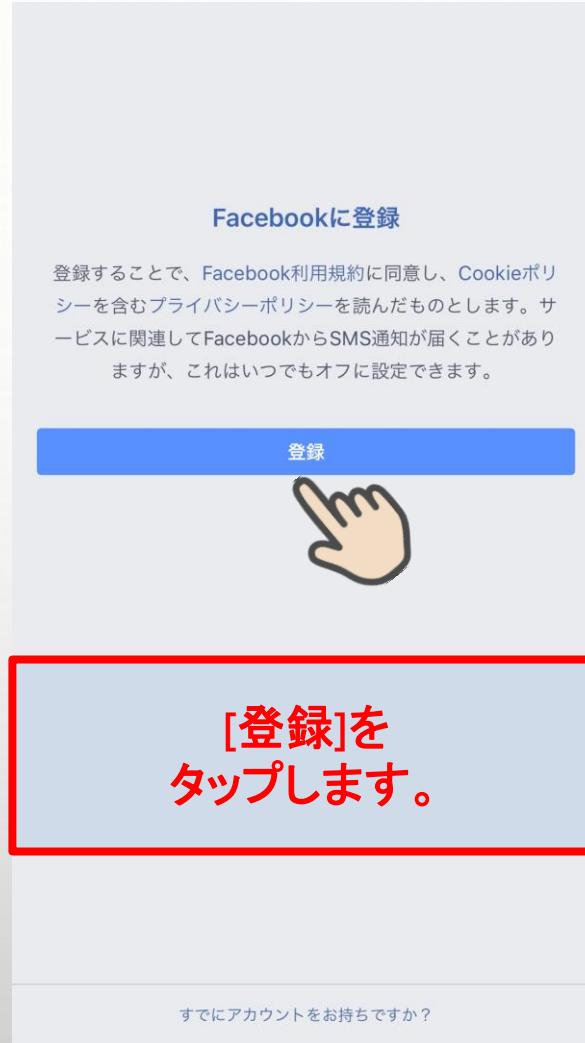 Facebookに登録
登録することで、Facebook利用規約に同意し、Cookieポリ
シーを含むプライバシーポリシーを読んだものとします。サ
ービスに関連してFacebookからSMS通知が届くことがあり
ますが、これはいつでもオフに設定できます。
登録
[登録]を
タップします。
すでにアカウントをお持ちですか？